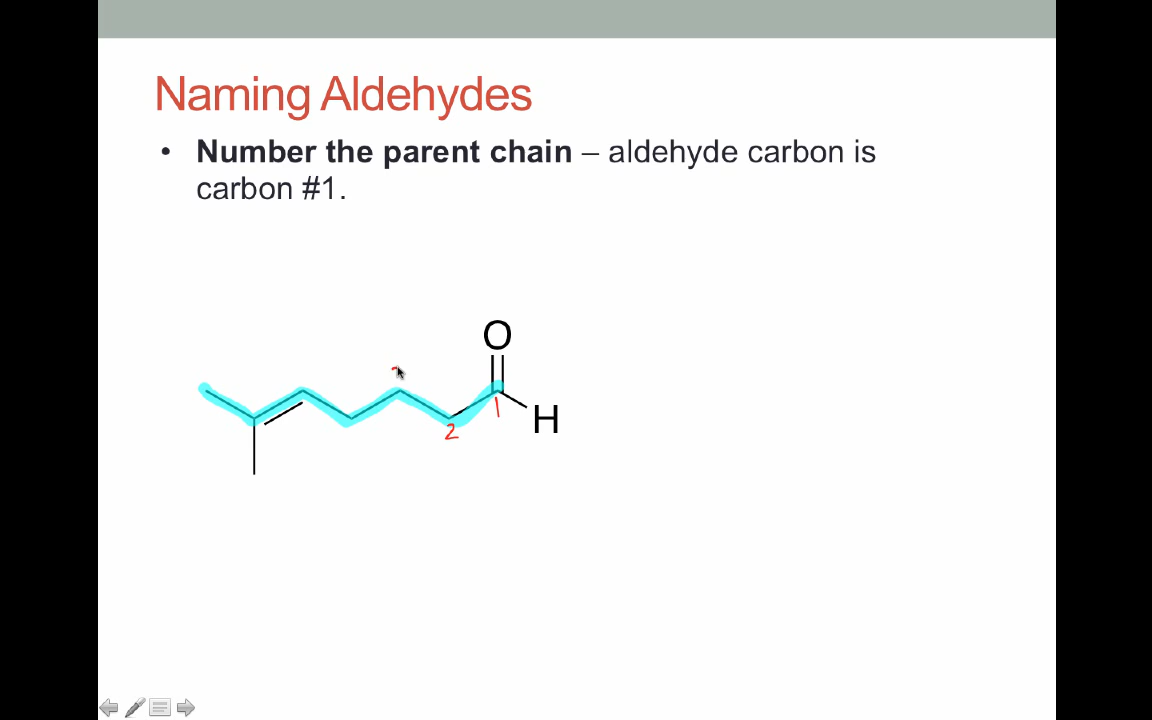 Naming Aldehydes
• Number the parent chain – aldehyde carbon is
carbon #1.
O
H
1
2